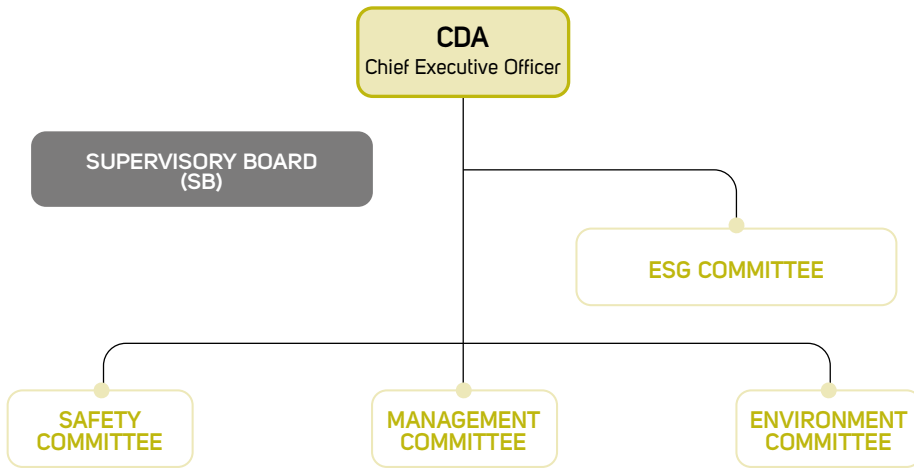 CDA
Chief Executive Officer
SUPERVISORY BOARD
(SB)
ESG COMMITTEE
SAFETY
COMMITTEE
MANAGEMENT
COMMITTEE
ENVIRONMENT
COMMITTEE